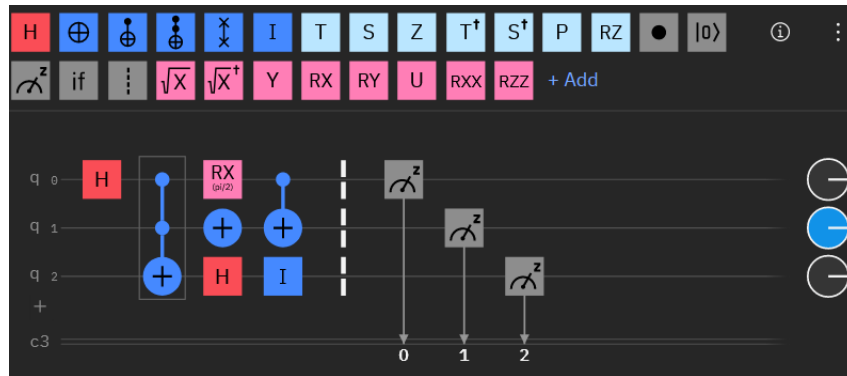 H T S Z T† S† P RZ |0⟩ i
z if √X √X† Y RX RY U RXX RZZ + Add
q 0 H RX (pi/2) z
q 1 z
q 2 H I z
+
c3
0 1 2